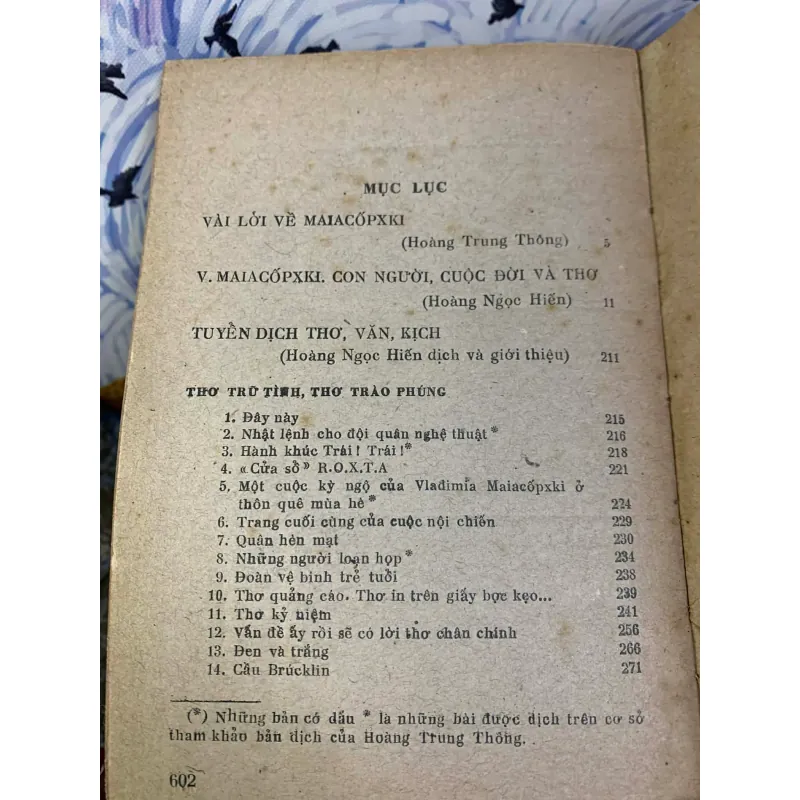 MỤC LỤC
VÀI LỜI VỀ MAIACỐPXKI
(Hoàng Trung Thông) 5
V. MAIACỐPXKI. CON NGƯỜI, CUỘC ĐỜI VÀ THƠ
(Hoàng Ngọc Hiến) 11
TUYỂN DỊCH THƠ, VĂN, KỊCH
(Hoàng Ngọc Hiến dịch và giới thiệu) 211
THƠ TRỮ TÌNH, THƠ TRÀO PHÚNG
1. Đây này 215
2. Nhật lệnh cho đội quân nghệ thuật * 216
3. Hành khúc Trái ! Trái !* 218
4. « Cửa sổ » R.O.X.T.A 221
5. Một cuộc kỳ ngộ của Vladimia Maiacốpxki ở
thôn quê mùa hè * 224
6. Trang cuối cùng của cuộc nội chiến 229
7. Quân hèn mạt 230
8. Những người loạn họp * 234
9. Đoàn vệ binh trẻ tuổi 238
10. Thơ quảng cáo. Thơ in trên giấy bọc kẹo... 239
11. Thơ kỷ niệm 241
12. Vấn đề ấy rồi sẽ có lời thơ chân chính 256
13. Đen và trắng 266
14. Cầu Brúcklin 271
(*) Những bản có dấu * là những bài được dịch trên cơ sở
tham khảo bản dịch của Hoàng Trung Thông.
602